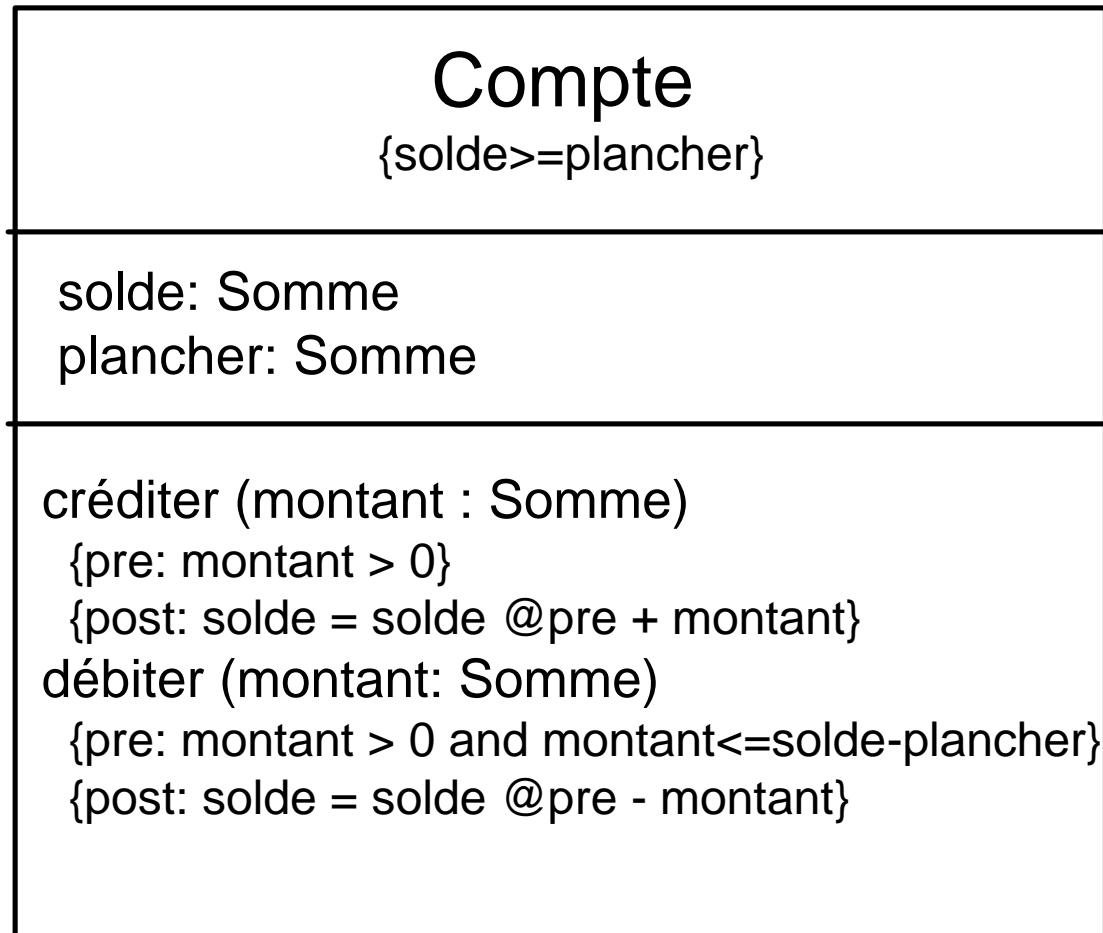 Compte
{solde>=plancher}
solde: Somme
plancher: Somme
créditer (montant : Somme)
{pre: montant > 0}
{post: solde = solde @pre + montant}
débiter (montant: Somme)
{pre: montant > 0 and montant<=solde-plancher}
{post: solde = solde @pre - montant}